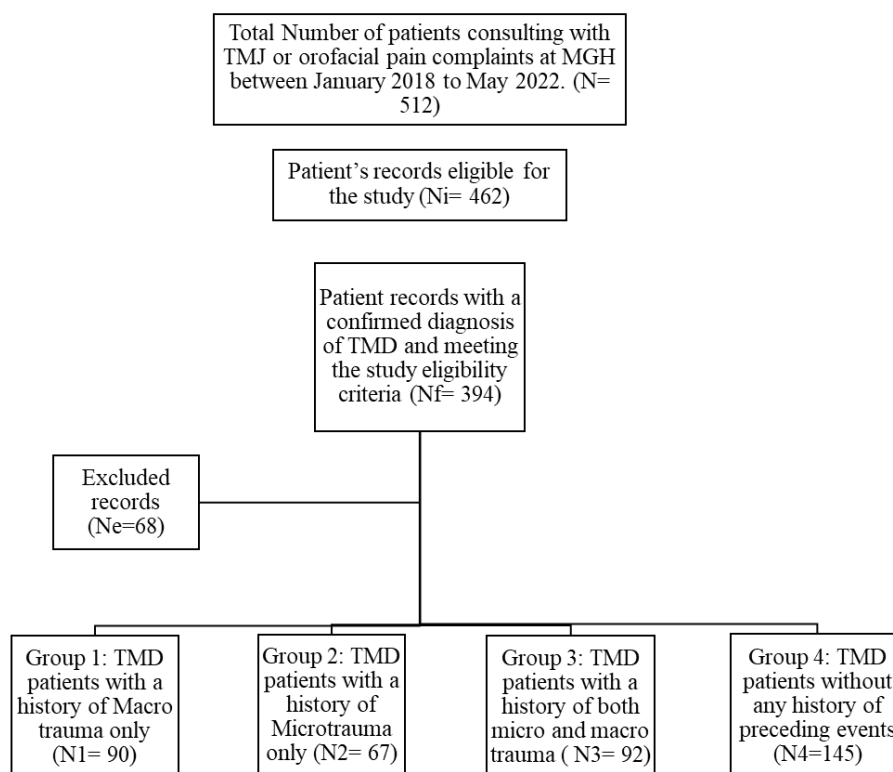 Total Number of patients consulting with
TMJ or orofacial pain complaints at MGH
between January 2018 to May 2022. (N=
512)
Patient’s records eligible for
the study (Ni= 462)
Patient records with a
confirmed diagnosis
of TMD and meeting
the study eligibility
criteria (Nf= 394)
Excluded
records
(Ne=68)
Group 1: TMD
patients with a
history of Macro
trauma only
(N1= 90)
Group 2: TMD
patients with a
history of
Microtrauma
only (N2= 67)
Group 3: TMD
patients with a
history of both
micro and macro
trauma ( N3= 92)
Group 4: TMD
patients without
any history of
preceding events
(N4=145)